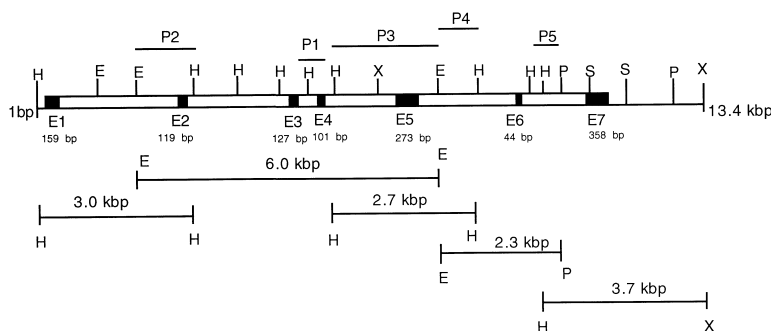 P4
P2 P1 P3 P5
H E E H H H H H X E H H H P S S P X
1bp 13.4 kbp
E1 E2 E3 E4 E5 E6 E7
159 bp 119 bp 127 bp 101 bp 273 bp 44 bp 358 bp
E 6.0 kbp E
3.0 kbp 2.7 kbp
H H H H
2.3 kbp
E P
3.7 kbp
H X